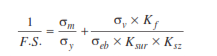 1/F.S. = σm/σy + (σv × Kf)/(σeb × Ksur × Ksz)